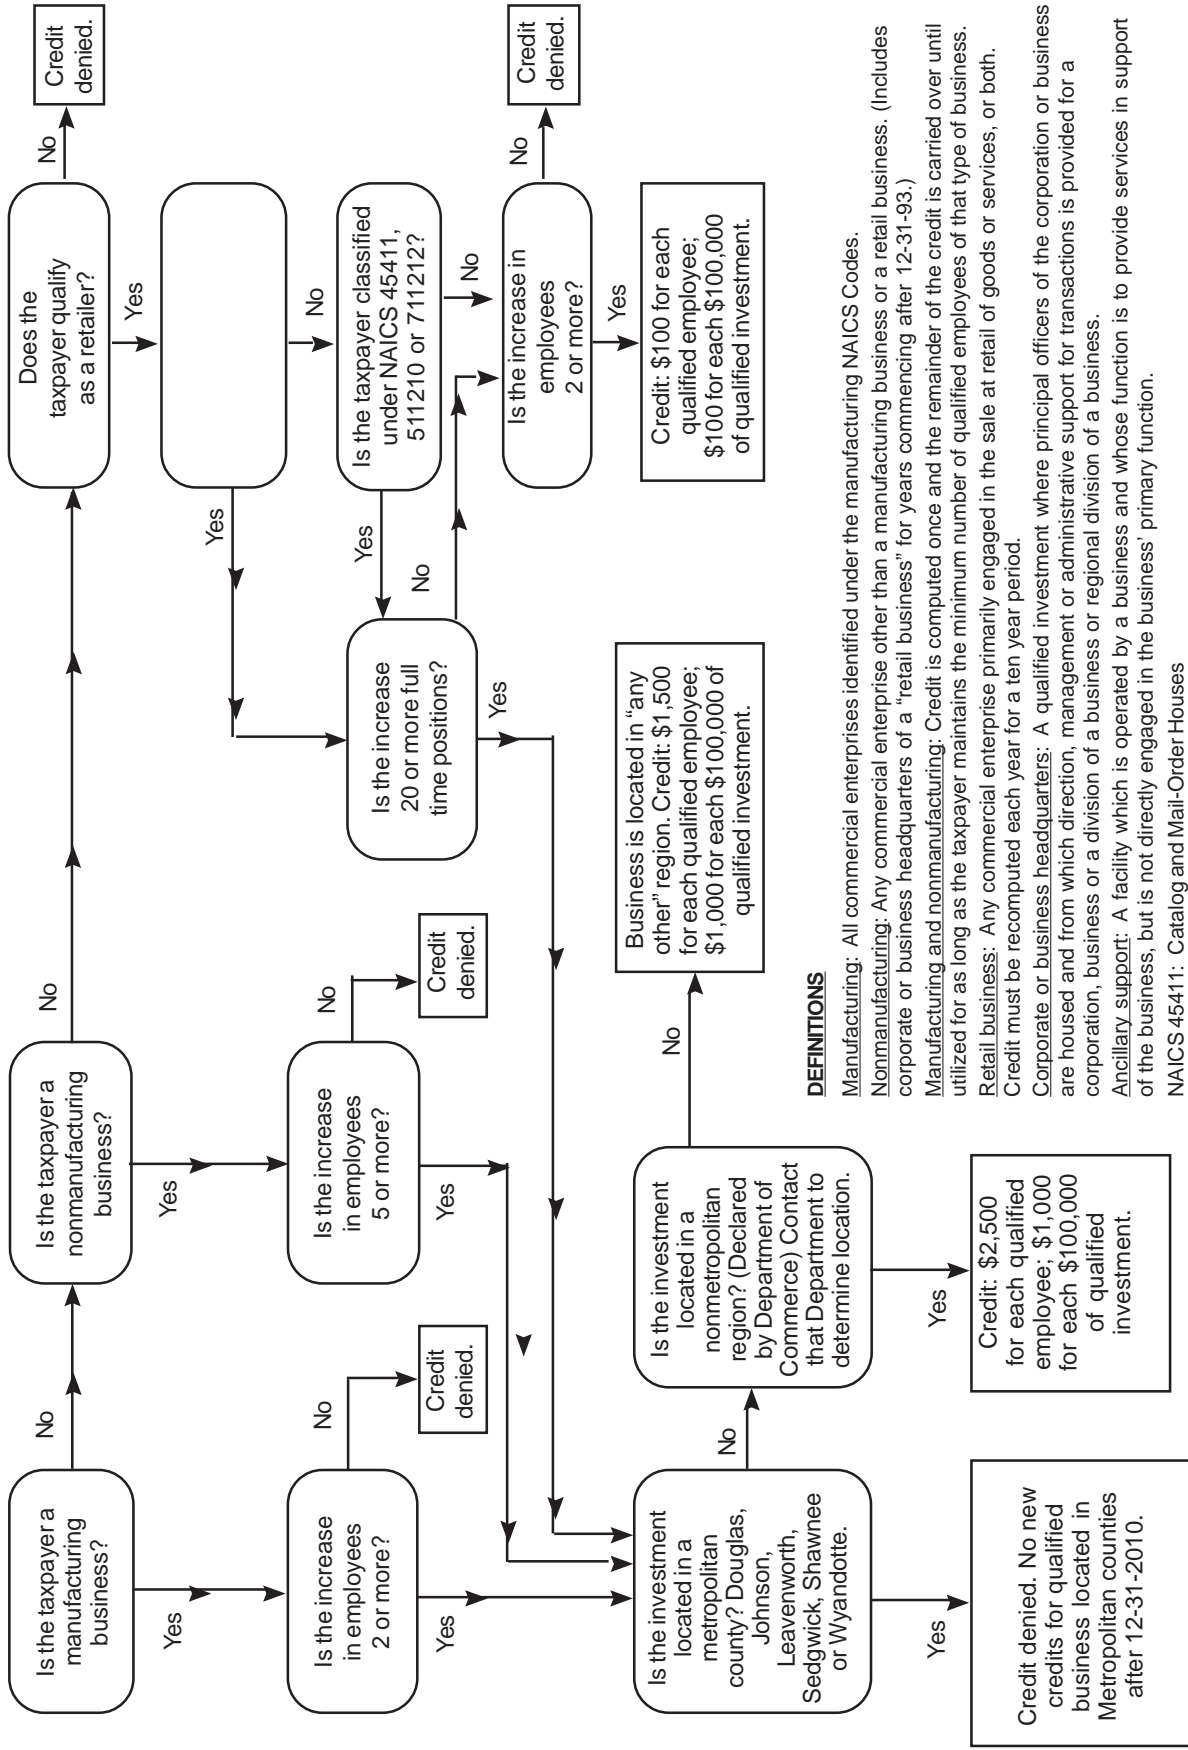 Is the taxpayer a
manufacturing
business?
No
Yes
Is the taxpayer a
nonmanufacturing
business?
No
Yes
Does the
taxpayer qualify
as a retailer?
No
Credit
denied.
Yes
Is the increase
in employees
2 or more?
No
Credit
denied.
Yes
Is the increase
in employees
5 or more?
No
Credit
denied.
Yes
Yes
No
Is the increase
20 or more full
time positions?
No
Yes
Is the taxpayer classified
under NAICS 45411,
511210 or 711212?
Yes
No
Is the increase in
employees
2 or more?
No
Credit
denied.
Yes
Credit: $100 for each
qualified employee;
$100 for each $100,000
of qualified investment.
Is the investment
located in a
metropolitan
county? Douglas,
Johnson,
Leavenworth,
Sedgwick, Shawnee
or Wyandotte.
No
Yes
Is the investment
located in a
nonmetropolitan
region? (Declared
by Department of
Commerce) Contact
that Department to
determine location.
No
Yes
Business is located in “any
other” region. Credit: $1,500
for each qualified employee;
$1,000 for each $100,000 of
qualified investment.
Credit denied. No new
credits for qualified
business located in
Metropolitan counties
after 12-31-2010.
Credit: $2,500
for each qualified
employee; $1,000
for each $100,000
of qualified
investment.
DEFINITIONS
Manufacturing: All commercial enterprises identified under the manufacturing NAICS Codes.
Nonmanufacturing: Any commercial enterprise other than a manufacturing business or a retail business. (Includes
corporate or business headquarters of a “retail business” for years commencing after 12-31-93.)
Manufacturing and nonmanufacturing: Credit is computed once and the remainder of the credit is carried over until
utilized for as long as the taxpayer maintains the minimum number of qualified employees of that type of business.
Retail business: Any commercial enterprise primarily engaged in the sale at retail of goods or services, or both.
Credit must be recomputed each year for a ten year period.
Corporate or business headquarters: A qualified investment where principal officers of the corporation or business
are housed and from which direction, management or administrative support for transactions is provided for a
corporation, business or a division of a business or regional division of a business.
Ancillary support: A facility which is operated by a business and whose function is to provide services in support
of the business, but is not directly engaged in the business’ primary function.
NAICS 45411: Catalog and Mail-Order Houses